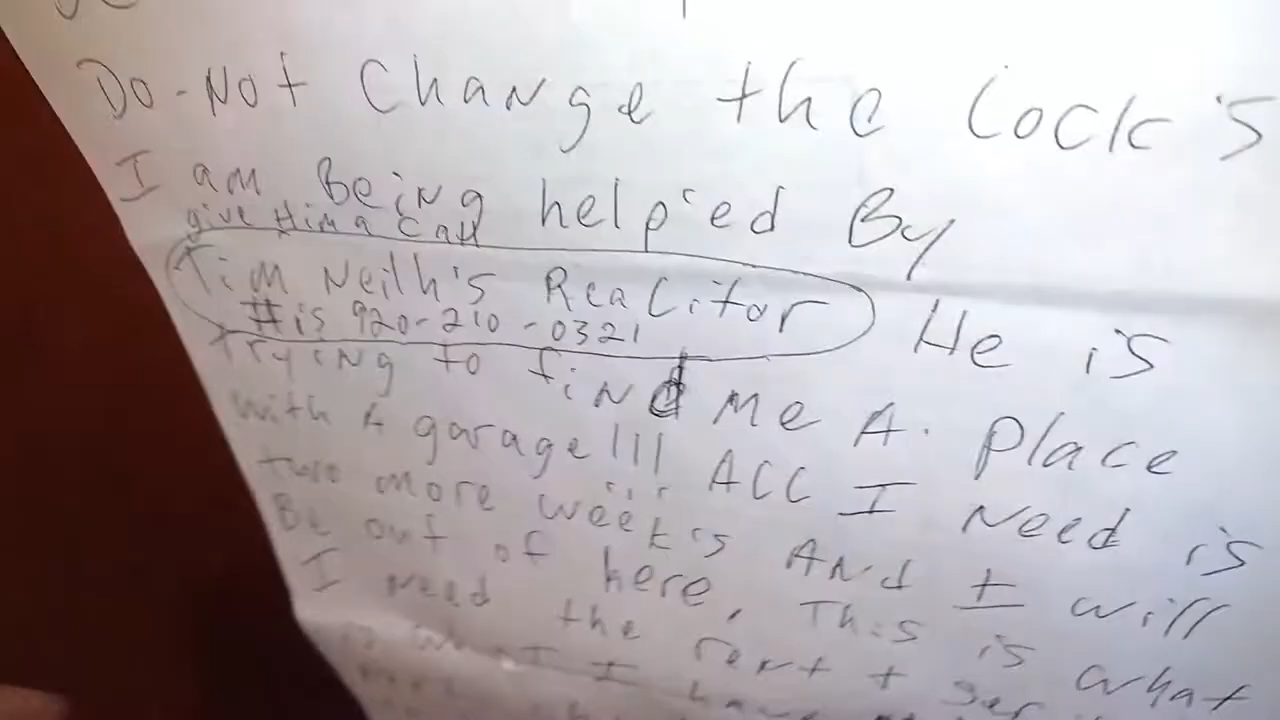 Do-Not Change the Lock's
I am Being help'ed By
give Him a Call
Tim Neilh's Realitor He is
#is 920-210-0321
trying to find Me A. place
with A garage!!! ALL I Need is
two more week's And I will
Be out of here, This is what
I need the rent +
I have